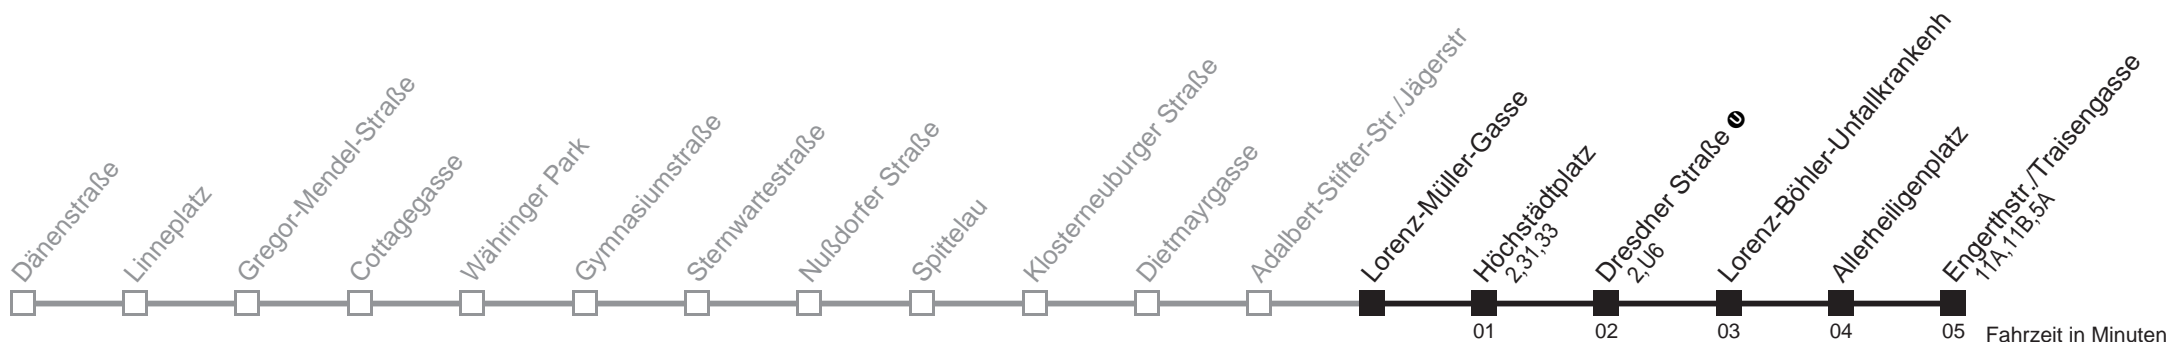 Dänenstraße
Linneplatz
Gregor-Mendel-Straße
Cottagegasse
Währinger Park
Gymnasiumstraße
Sternwartestraße
Nußdorfer Straße
Spittelau
Klosterneuburger Straße
Dietmayrgasse
Adalbert-Stifter-Str./Jägerstr
Lorenz-Müller-Gasse
Höchstädtplatz
2,31,33
Dresdner Straße U
2,U6
Lorenz-Böhler-Unfallkrankenh
Allerheiligenplatz
Engerthstr./Traisengasse
11A,11B,5A
01 02 03 04 05 Fahrzeit in Minuten